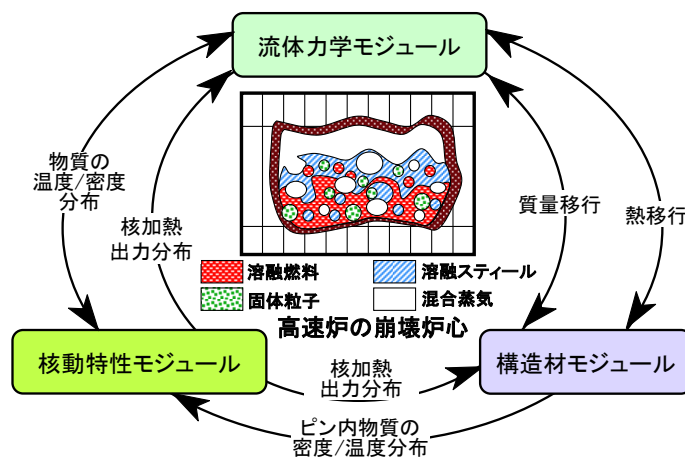 流体力学モジュール
物質の
温度/密度
分布
核加熱
出力分布
質量移行
熱移行
溶融燃料
溶融スティール
固体粒子
混合蒸気
高速炉の崩壊炉心
核動特性モジュール
核加熱
出力分布
構造材モジュール
ピン内物質の
密度/温度分布